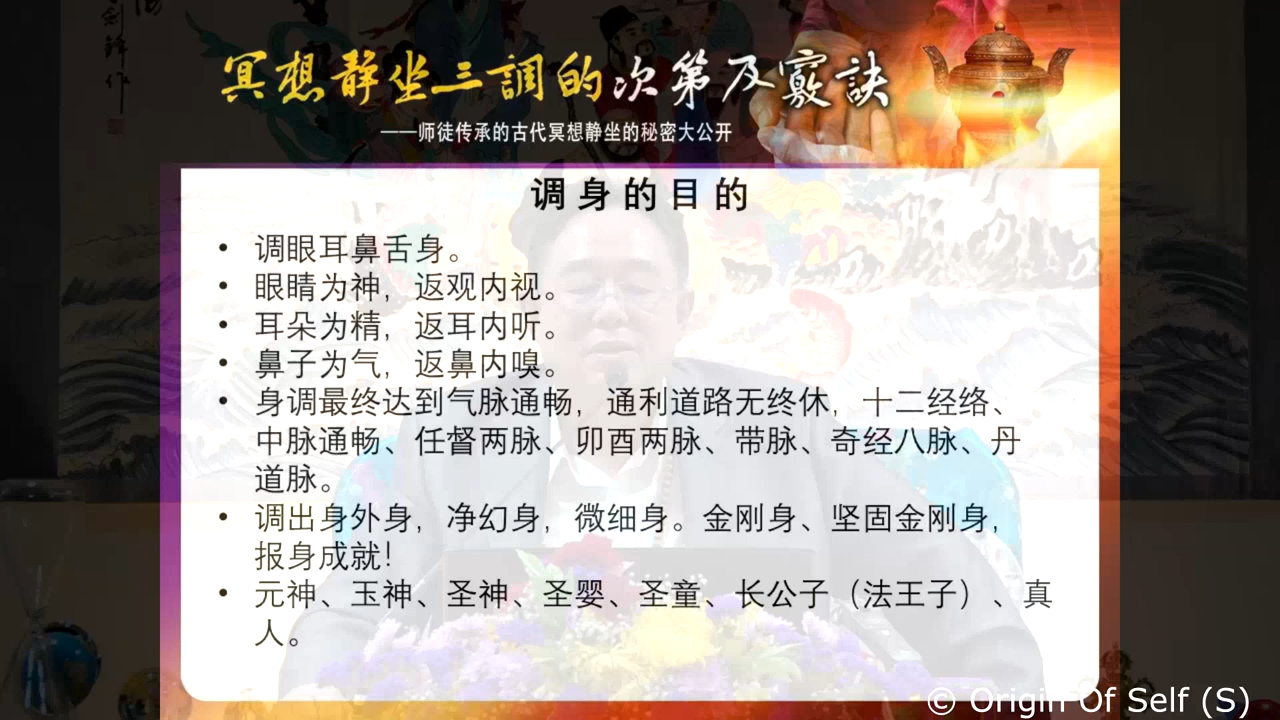 冥想静坐三調的次第及竅訣
——师徒传承的古代冥想静坐的秘密大公开
调身的目的
• 调眼耳鼻舌身。
• 眼睛为神，返观内视。
• 耳朵为精，返耳内听。
• 鼻子为气，返鼻内嗅。
• 身调最终达到气脉通畅，通利道路无终休，十二经络、
中脉通畅、任督两脉、卯酉两脉、带脉、奇经八脉、丹
道脉。
• 调出身外身，净幻身，微细身。金刚身、坚固金刚身，
报身成就！
• 元神、玉神、圣神、圣婴、圣童、长公子（法王子）、真
人。
© Origin Of Self (S)